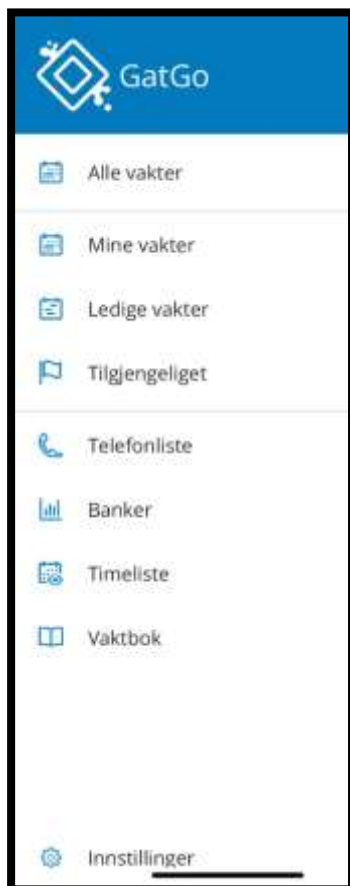 GatGo
Alle vakter
Mine vakter
Ledige vakter
Tilgjengeliget
Telefonliste
Banker
Timeliste
Vaktbok
Innstillinger